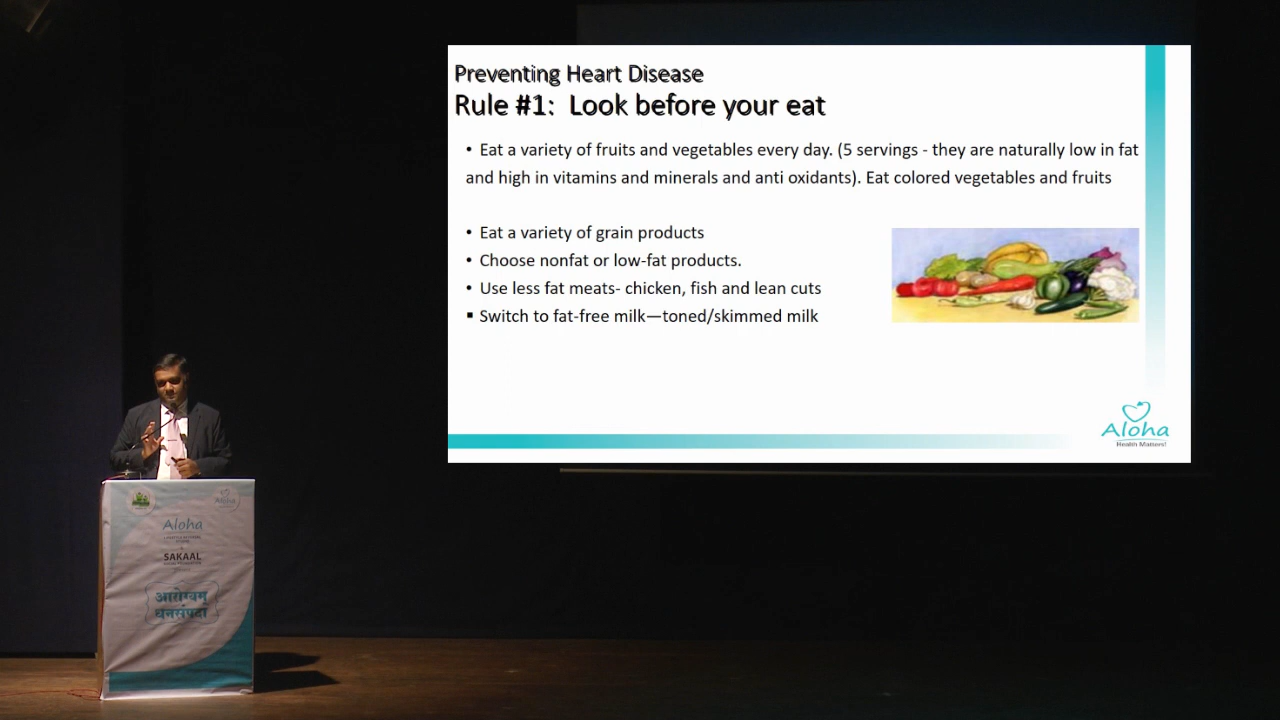 Preventing Heart Disease
Rule #1: Look before your eat
• Eat a variety of fruits and vegetables every day. (5 servings - they are naturally low in fat
and high in vitamins and minerals and anti oxidants). Eat colored vegetables and fruits
• Eat a variety of grain products
• Choose nonfat or low-fat products.
• Use less fat meats- chicken, fish and lean cuts
▪ Switch to fat-free milk—toned/skimmed milk
Aloha
Health Matters!
Aloha
Aloha
SAKAAL
आरोग्यम्
धनसंपदा